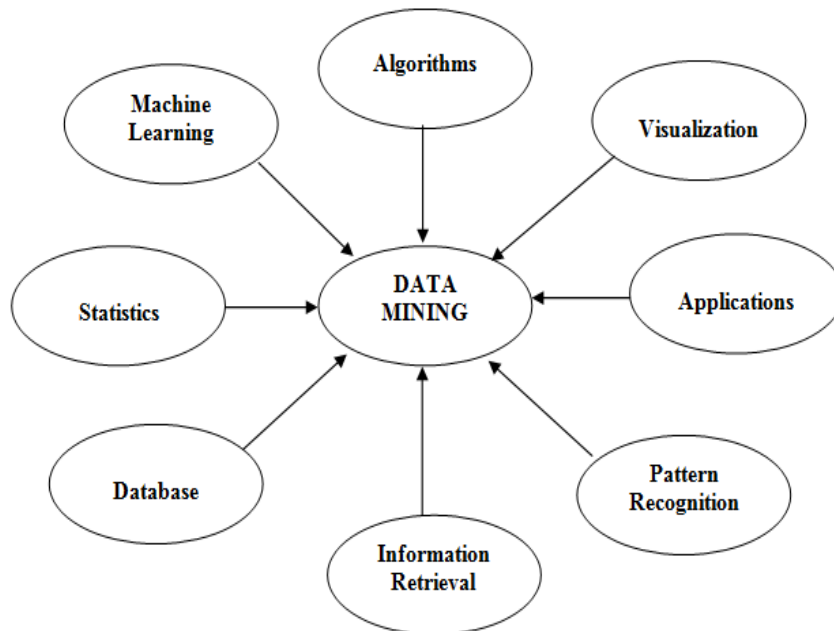 Algorithms
Machine
Learning
Visualization
DATA
MINING
Statistics
Applications
Database
Pattern
Recognition
Information
Retrieval